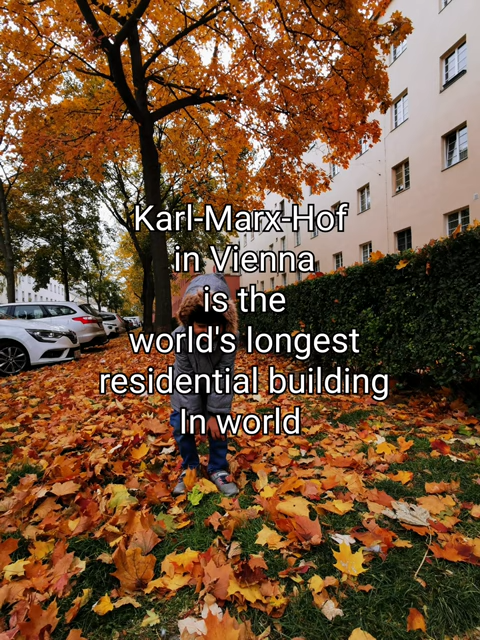 Karl-Marx-Hof
in Vienna
is the
world's longest
residential building
In world